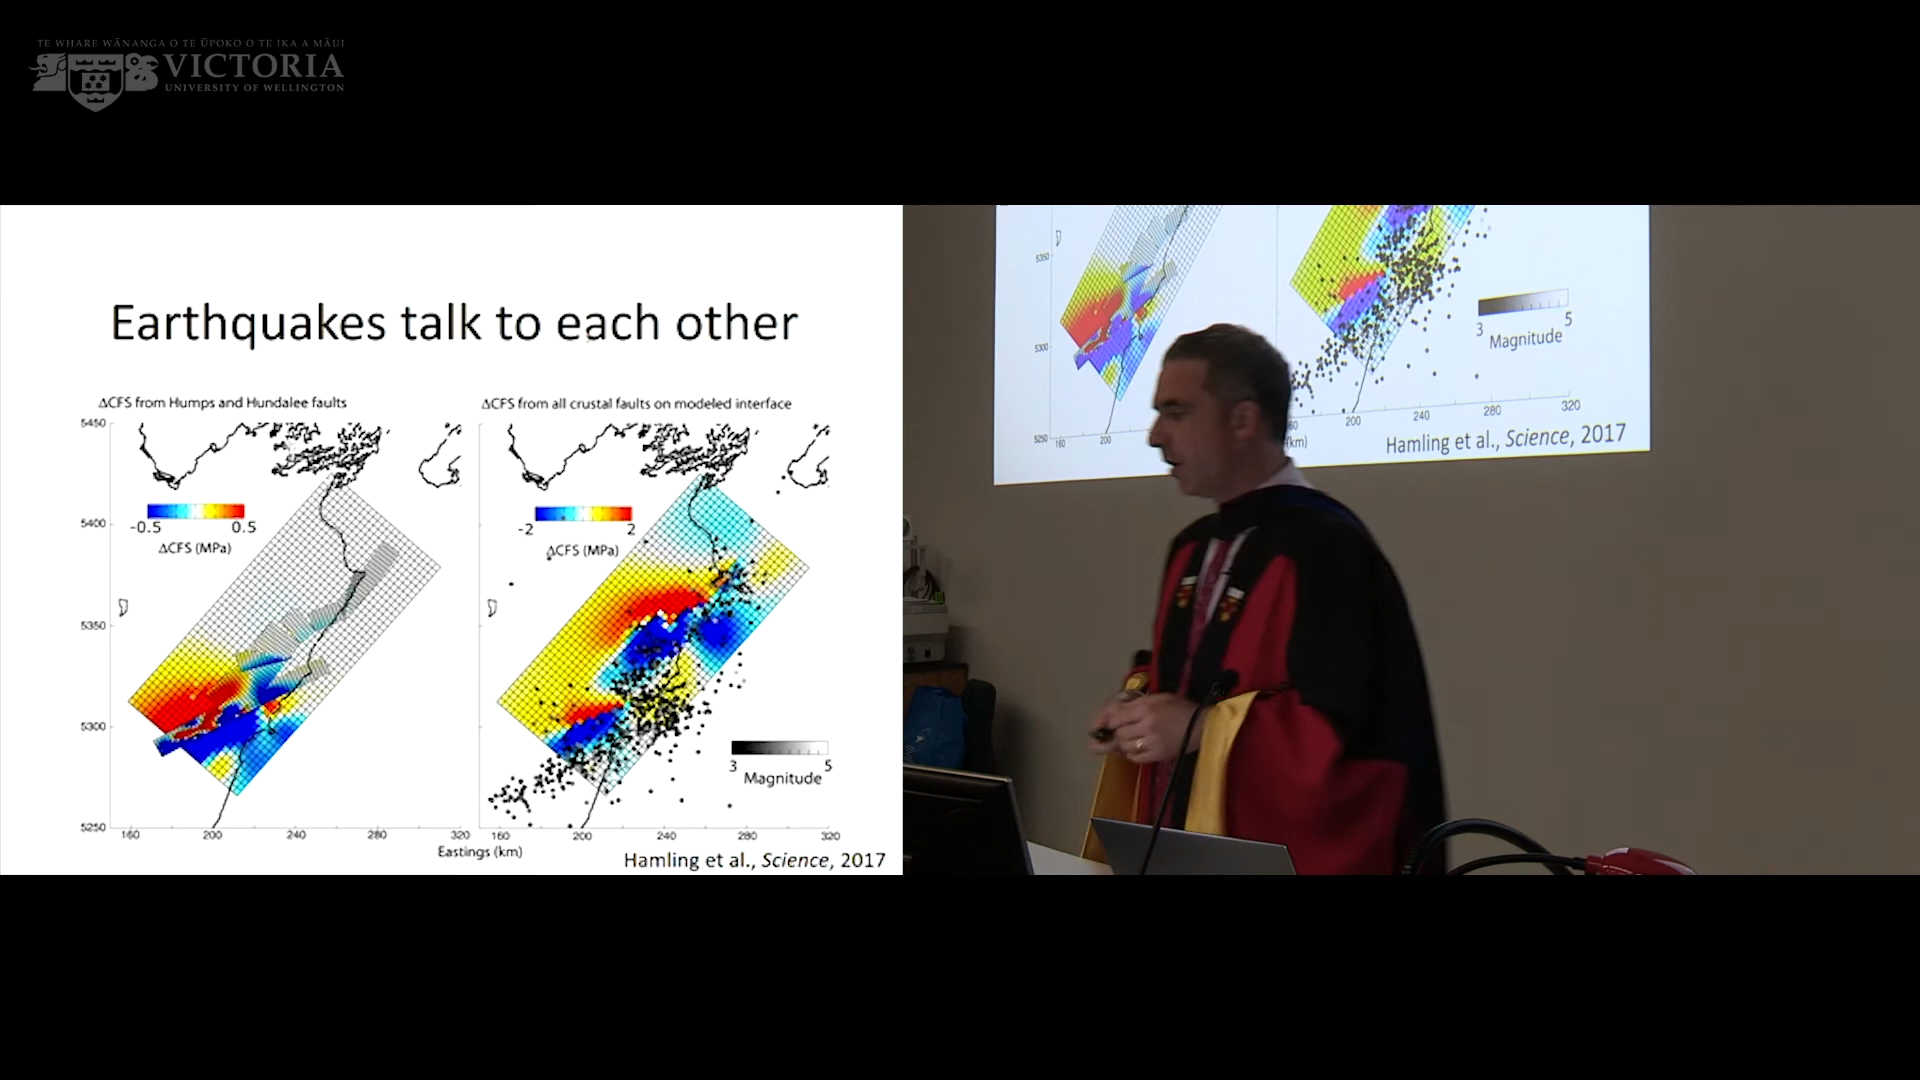 TE WHARE WĀNANGA O TE ŪPOKO O TE IKA A MĀUI
VICTORIA
UNIVERSITY OF WELLINGTON
Earthquakes talk to each other
ΔCFS from Humps and Hundalee faults
ΔCFS from all crustal faults on modeled interface
5450
5400
5350
5300
5250
-0.5 0.5
ΔCFS (MPa)
-2 2
ΔCFS (MPa)
3 5
Magnitude
160 200 240 280 320
160 200 240 280 320
Eastings (km)
Hamling et al., Science, 2017
5350
5300
5250
160 200
3 5
Magnitude
200 240 280 320
(km)
Hamling et al., Science, 2017